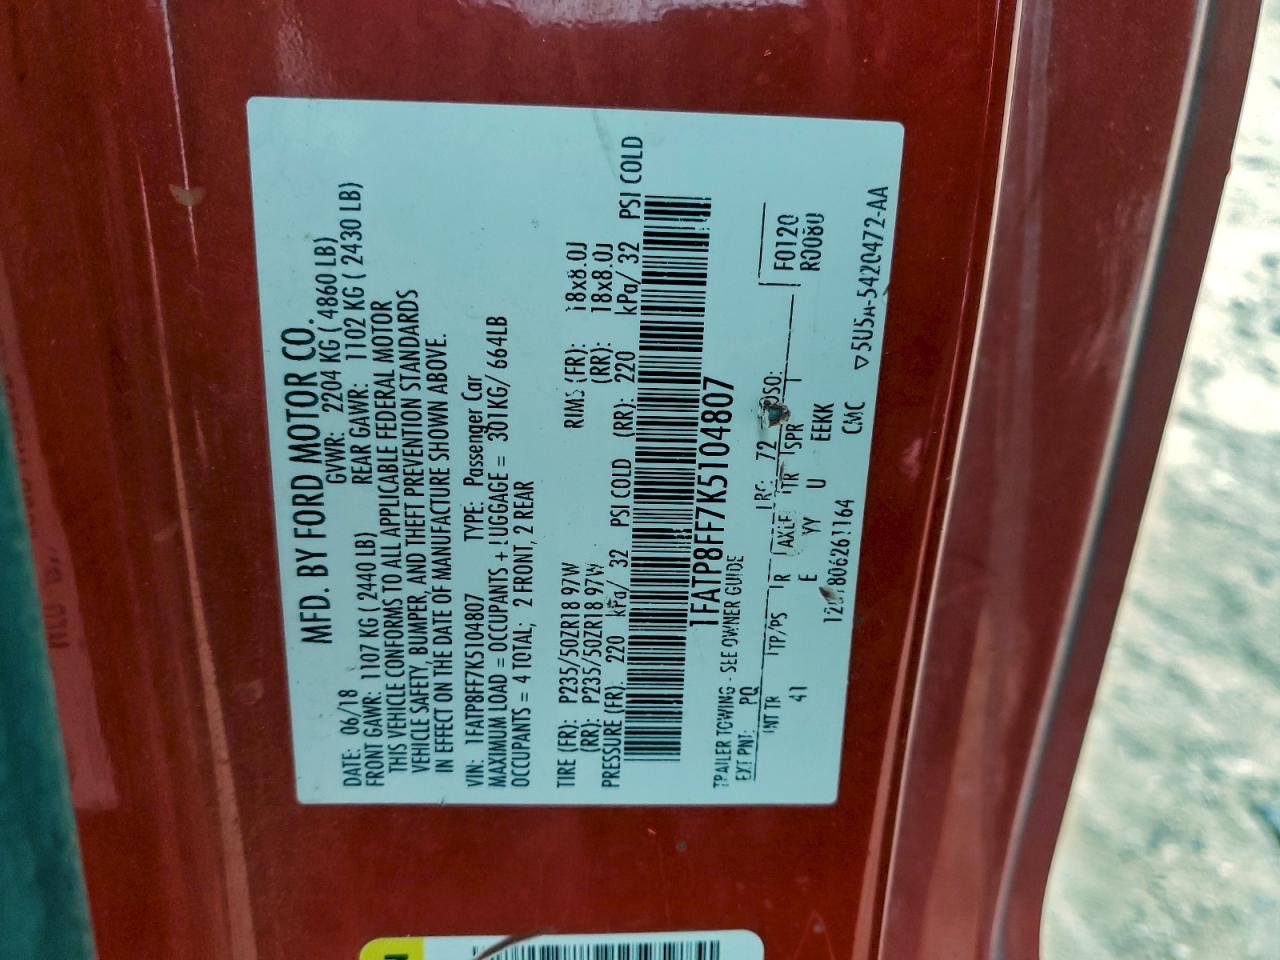 MFD. BY FORD MOTOR CO.
DATE: 06/18 GVWR: 2204 KG ( 4860 LB)
FRONT GAWR: 1107 KG ( 2440 LB) REAR GAWR: 1102 KG ( 2430 LB)
THIS VEHICLE CONFORMS TO ALL APPLICABLE FEDERAL MOTOR
VEHICLE SAFETY, BUMPER, AND THEFT PREVENTION STANDARDS
IN EFFECT ON THE DATE OF MANUFACTURE SHOWN ABOVE.
VIN: 1FATP8FF7K5104807 TYPE: Passenger Car
MAXIMUM LOAD = OCCUPANTS + LUGGAGE = 301KG/ 664LB
OCCUPANTS = 4 TOTAL; 2 FRONT, 2 REAR
TIRE (FR): P235/50ZR18 97W RIMS (FR): 18x8.0J
(RR): P235/50ZR18 97W (RR): 18x8.0J
PRESSURE (FR): 220 kPa/ 32 PSI COLD (RR): 220 kPa/ 32 PSI COLD
1FATP8FF7K5104807
TRAILER TOWING - SEE OWNER GUIDE F0120
EXT PNT: PQ RC: 72 DSO: R0080
INT TR TP/PS R AXLE TR SPR
41 E YY U EEKK
CMC ▽5U5A-5420472-AA